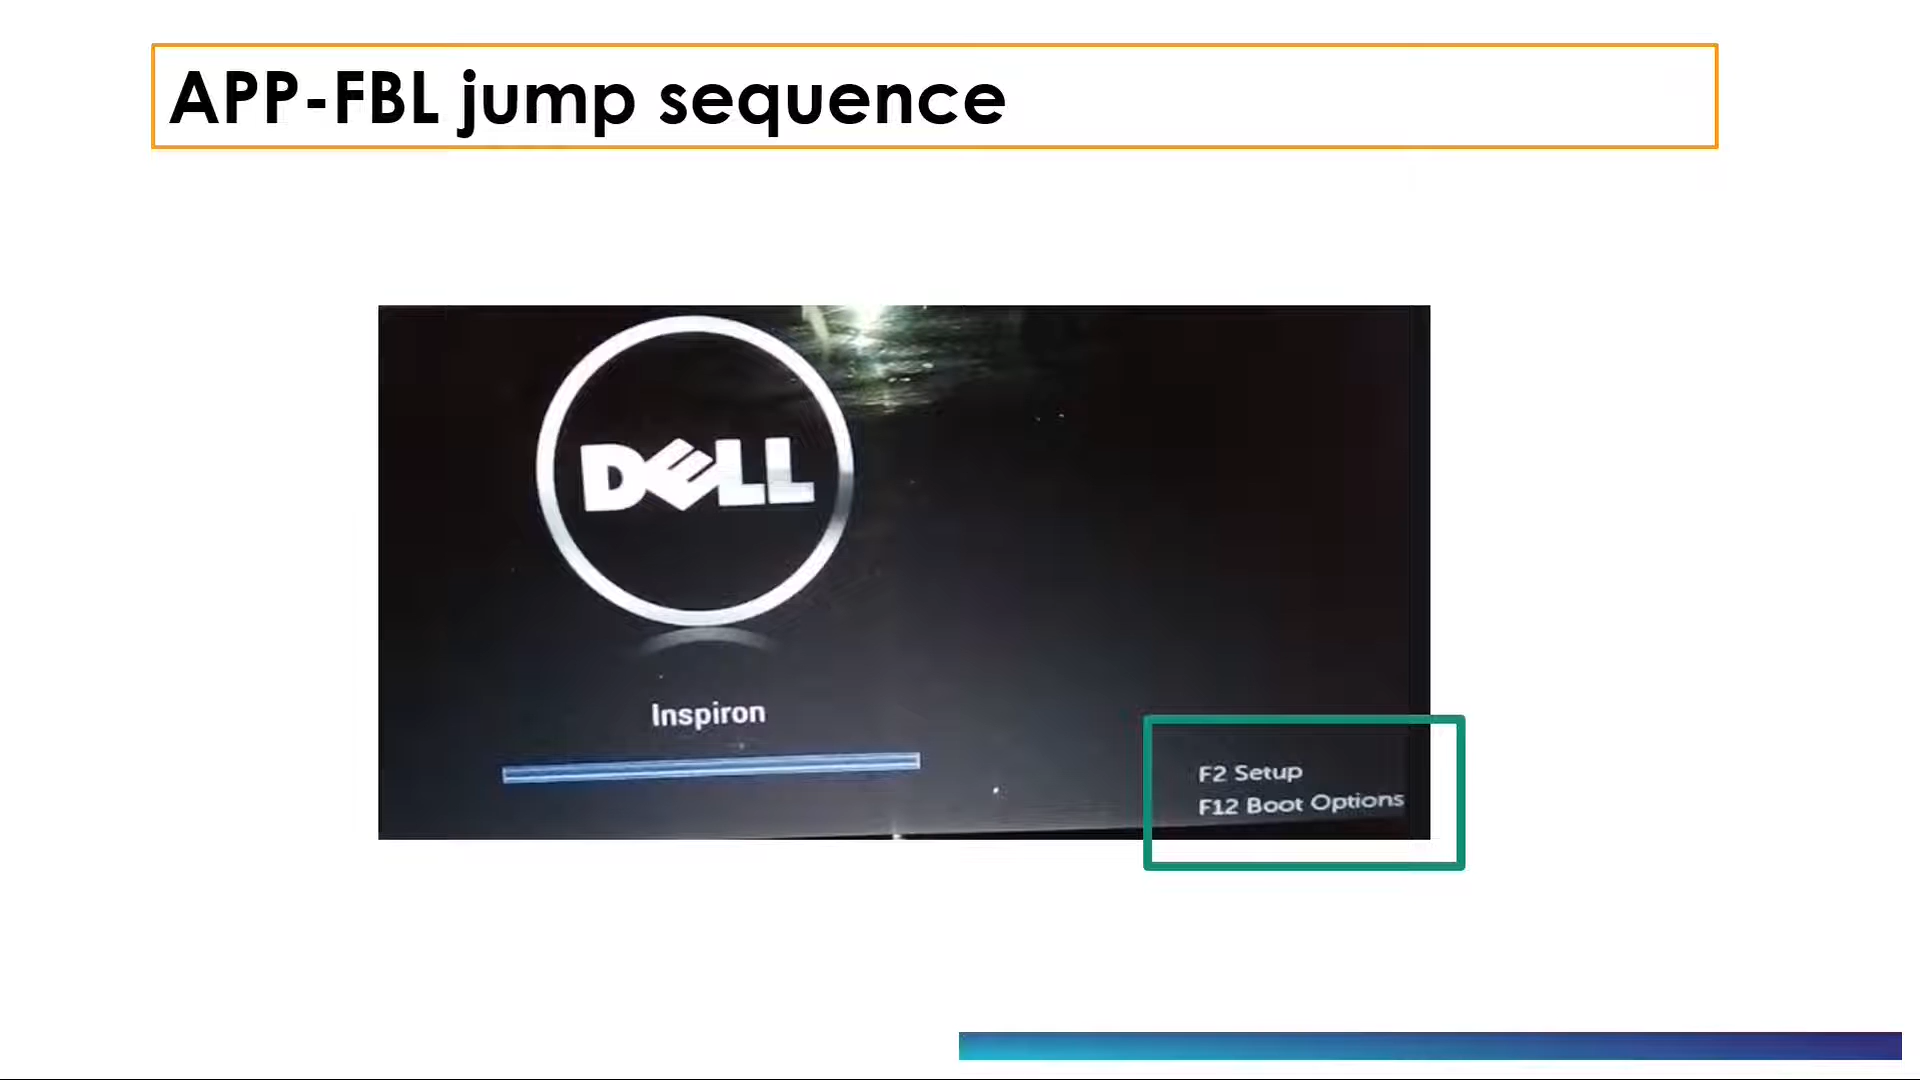 APP-FBL jump sequence
DELL
Inspiron
F2 Setup
F12 Boot Options